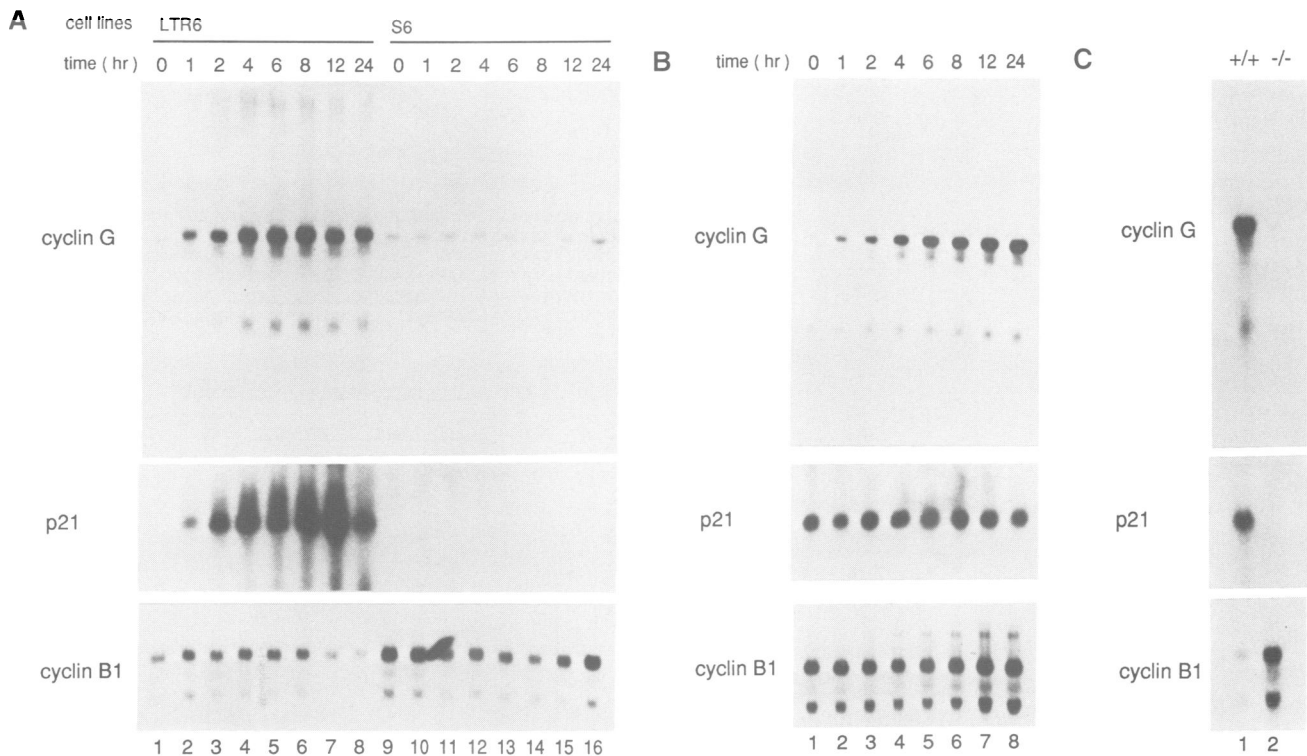 A cell lines LTR6 S6
time ( hr ) 0 1 2 4 6 8 12 24 0 1 2 4 6 8 12 24
cyclin G
p21
cyclin B1
1 2 3 4 5 6 7 8 9 10 11 12 13 14 15 16
B time ( hr ) 0 1 2 4 6 8 12 24
cyclin G
p21
cyclin B1
1 2 3 4 5 6 7 8
C +/+ -/-
cyclin G
p21
cyclin B1
1 2